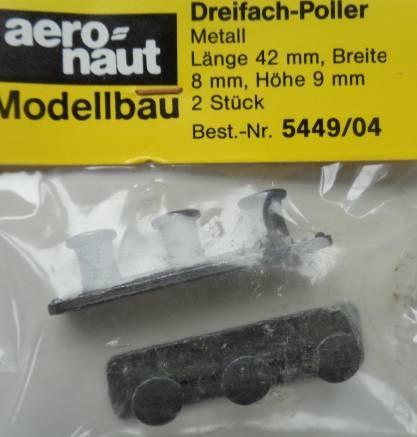 aero=
naut
Modellbau
Dreifach-Poller
Metall
Länge 42 mm, Breite
8 mm, Höhe 9 mm
2 Stück
Best.-Nr. 5449/04